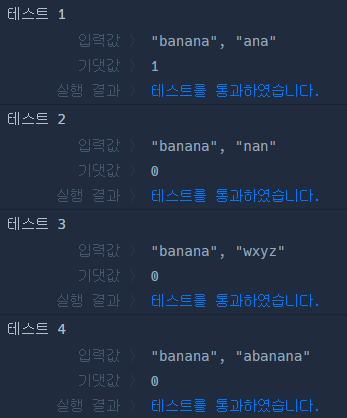 테스트 1
입력값 〉 "banana", "ana"
기댓값 〉 1
실행 결과 〉 테스트를 통과하였습니다.
테스트 2
입력값 〉 "banana", "nan"
기댓값 〉 0
실행 결과 〉 테스트를 통과하였습니다.
테스트 3
입력값 〉 "banana", "wxyz"
기댓값 〉 0
실행 결과 〉 테스트를 통과하였습니다.
테스트 4
입력값 〉 "banana", "abanana"
기댓값 〉 0
실행 결과 〉 테스트를 통과하였습니다.